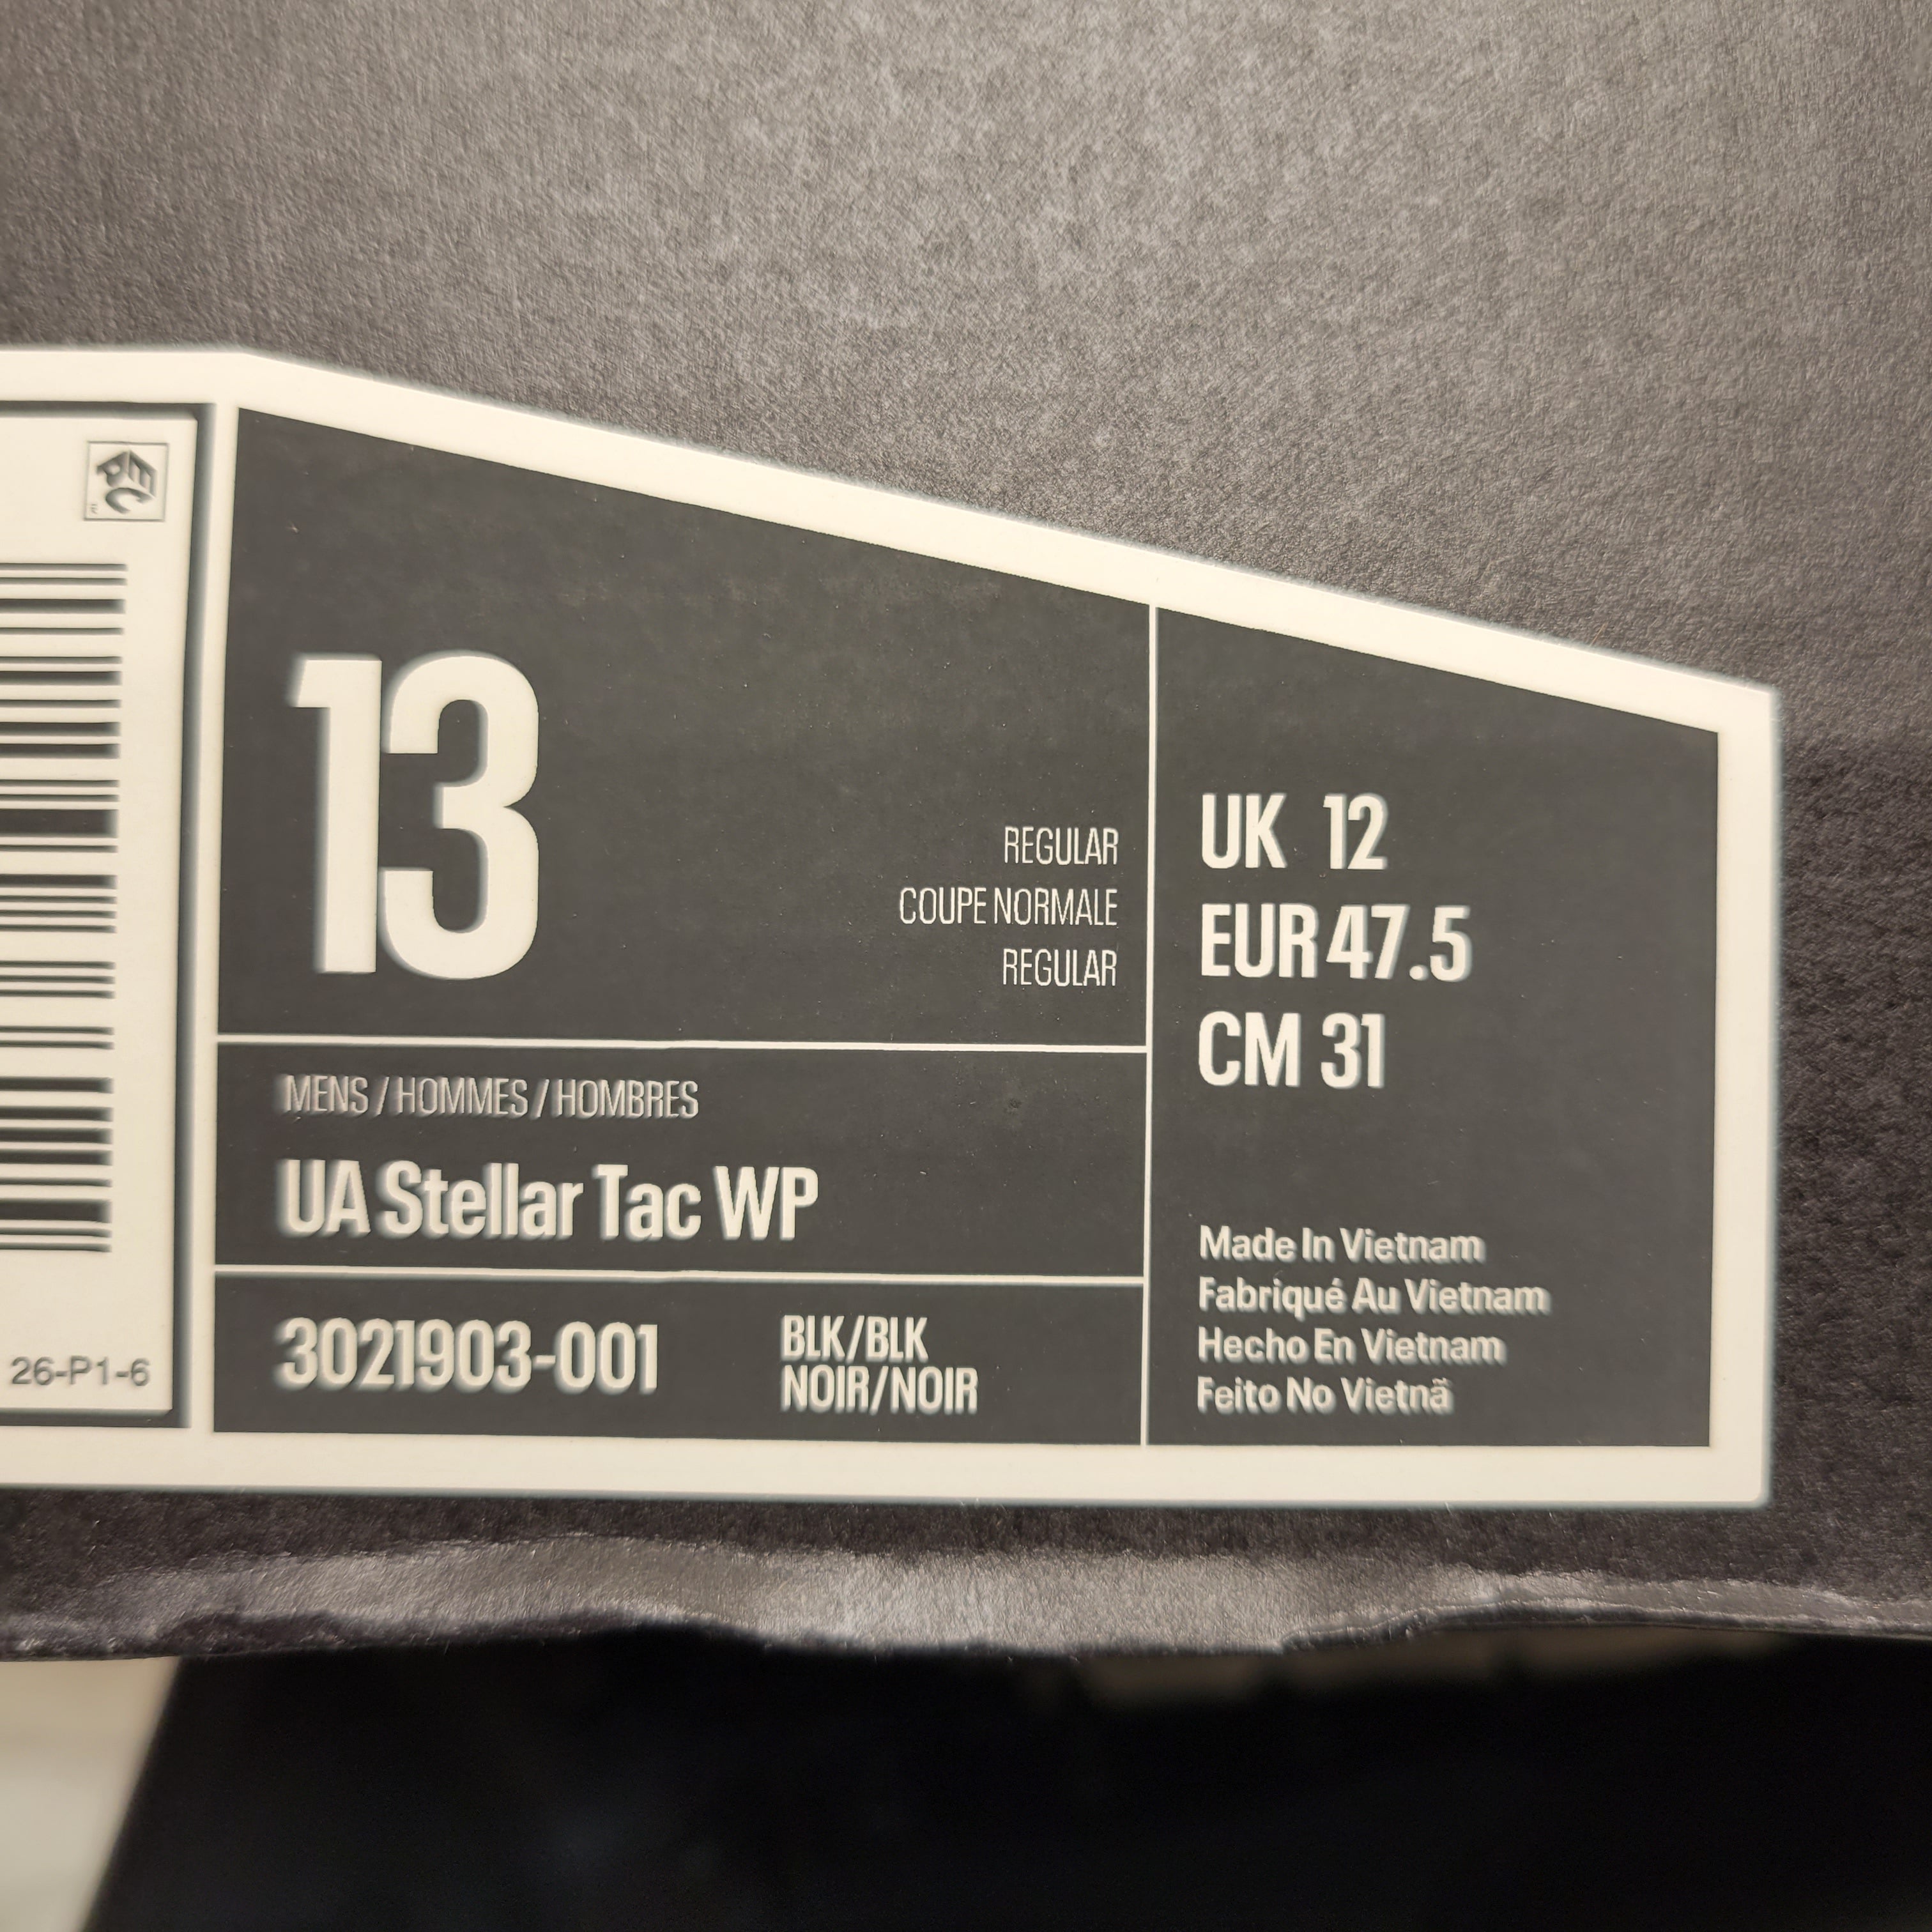 EPC
26-P1-6
13
REGULAR
COUPE NORMALE
REGULAR
MENS / HOMMES / HOMBRES
UA Stellar Tac WP
3021903-001
BLK/BLK
NOIR/NOIR
UK 12
EUR 47.5
CM 31
Made In Vietnam
Fabriqué Au Vietnam
Hecho En Vietnam
Feito No Vietnã